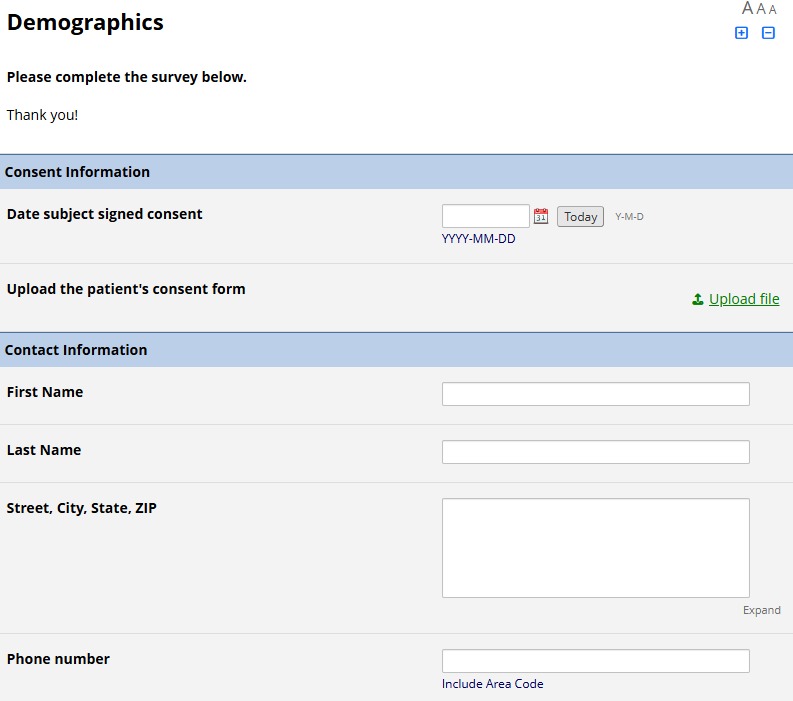 Demographics
A A A
Please complete the survey below.
Thank you!
Consent Information
Date subject signed consent
31 Today Y-M-D
YYYY-MM-DD
Upload the patient's consent form
Upload file
Contact Information
First Name
Last Name
Street, City, State, ZIP
Expand
Phone number
Include Area Code